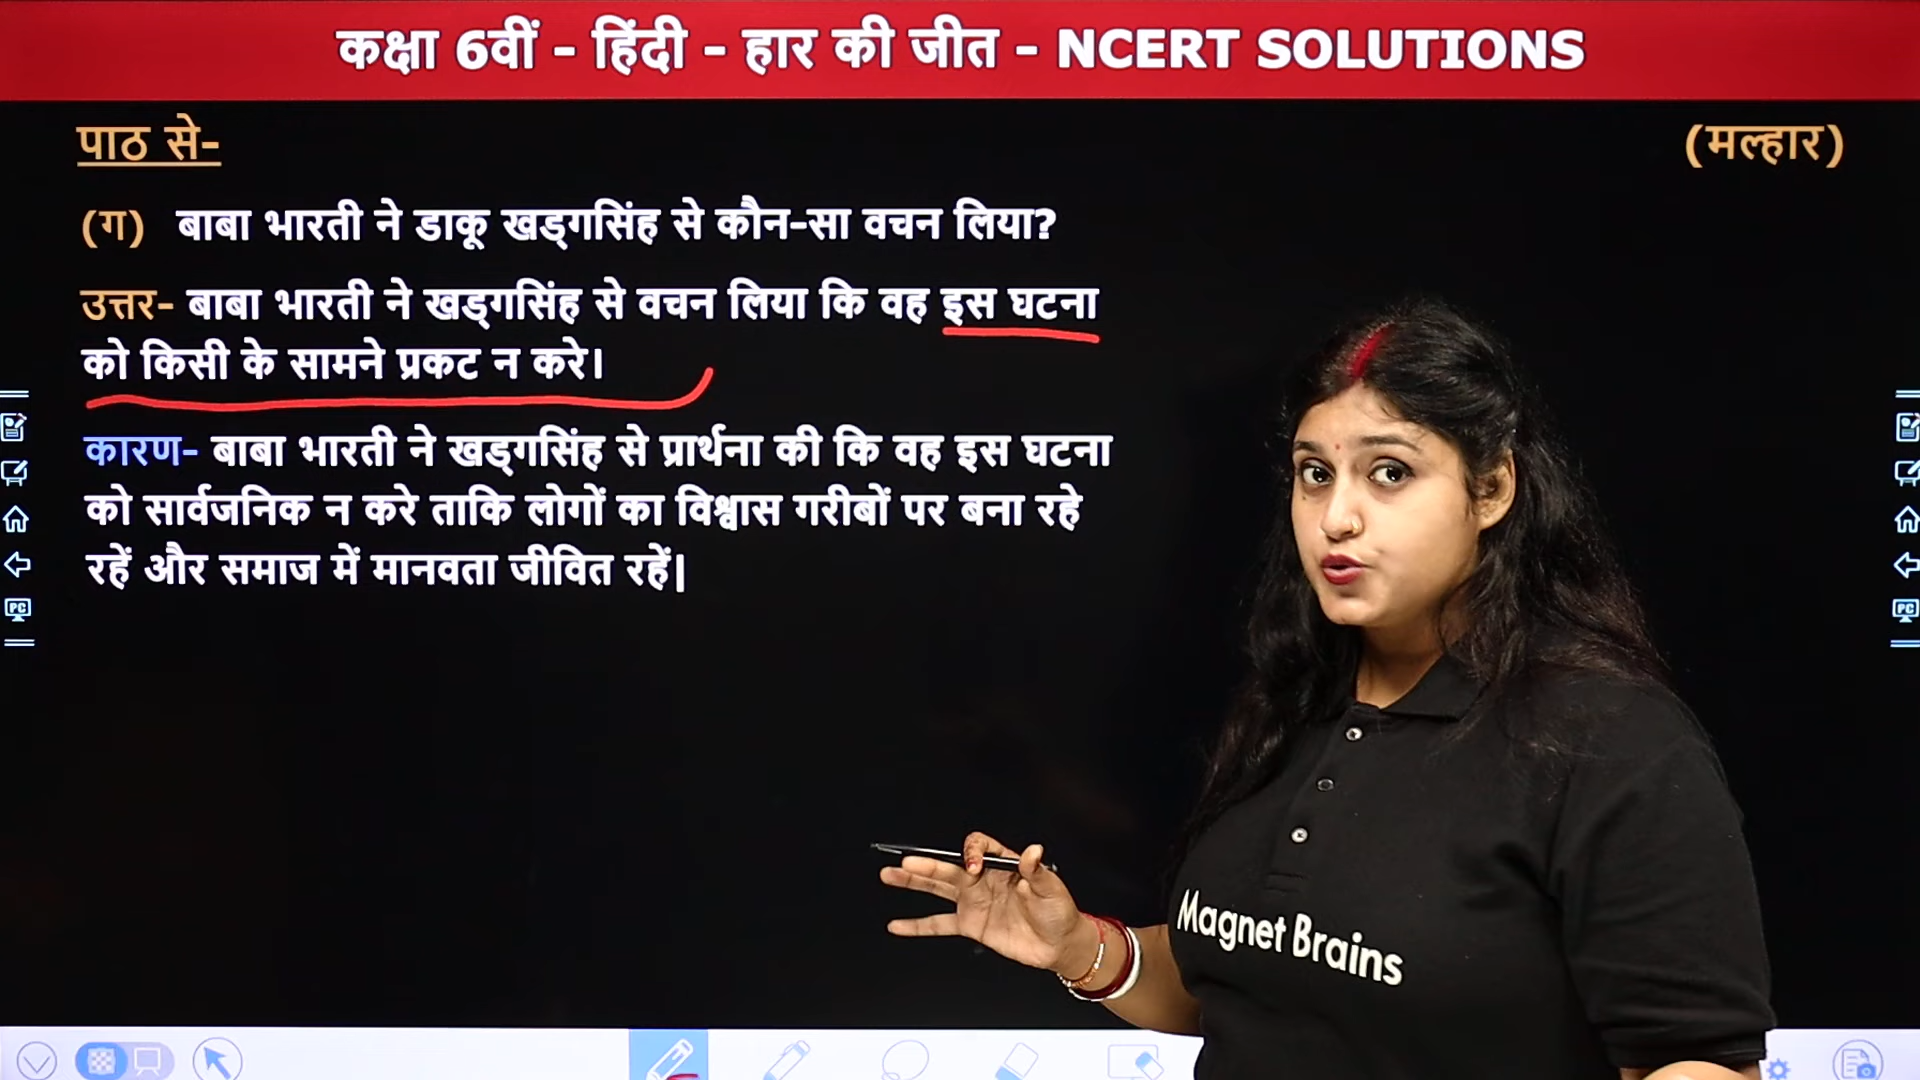 कक्षा 6वीं - हिंदी - हार की जीत - NCERT SOLUTIONS
पाठ से-
(मल्हार)
(ग) बाबा भारती ने डाकू खड्गसिंह से कौन-सा वचन लिया?
उत्तर- बाबा भारती ने खड्गसिंह से वचन लिया कि वह इस घटना
को किसी के सामने प्रकट न करे।
कारण- बाबा भारती ने खड्गसिंह से प्रार्थना की कि वह इस घटना
को सार्वजनिक न करे ताकि लोगों का विश्वास गरीबों पर बना रहे
रहें और समाज में मानवता जीवित रहें|
PC
PC
Magnet Brains